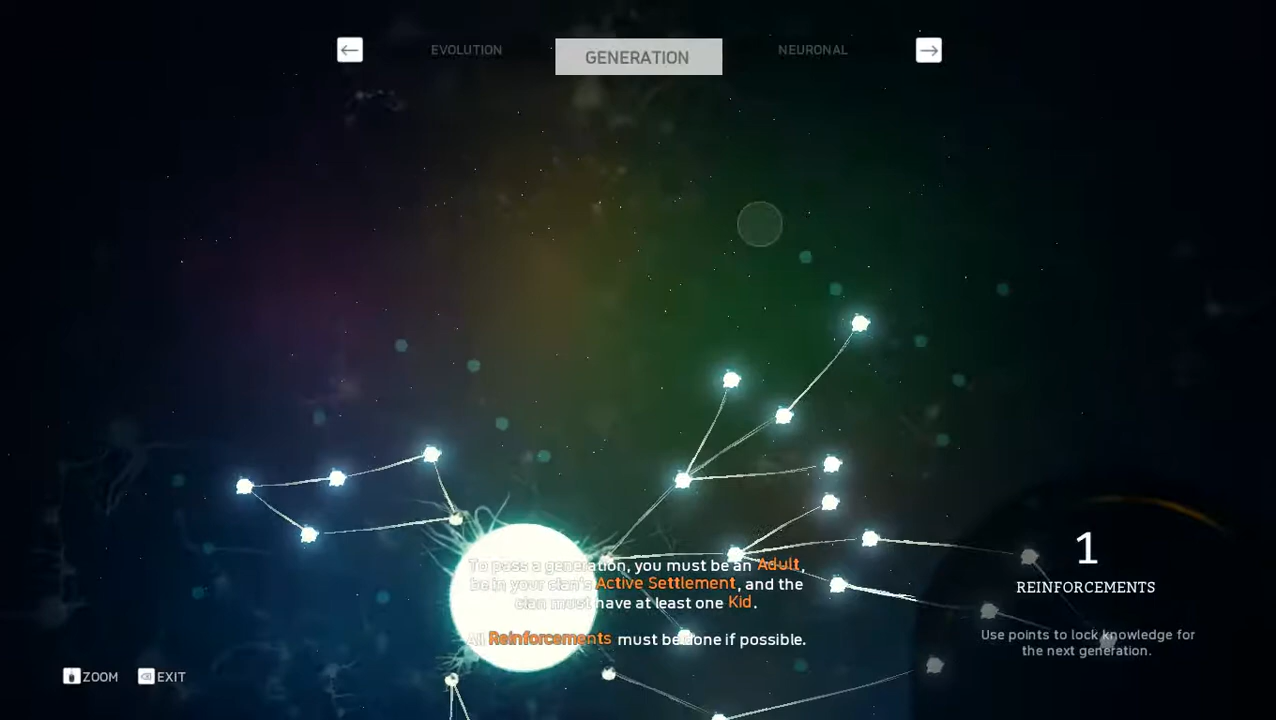 ← EVOLUTION GENERATION NEURONAL →
To pass a generation, you must be an Adult,
be in your clan's Active Settlement, and the
clan must have at least one Kid.
All Reinforcements must be done if possible.
1
REINFORCEMENTS
Use points to lock knowledge for
the next generation.
ZOOM EXIT